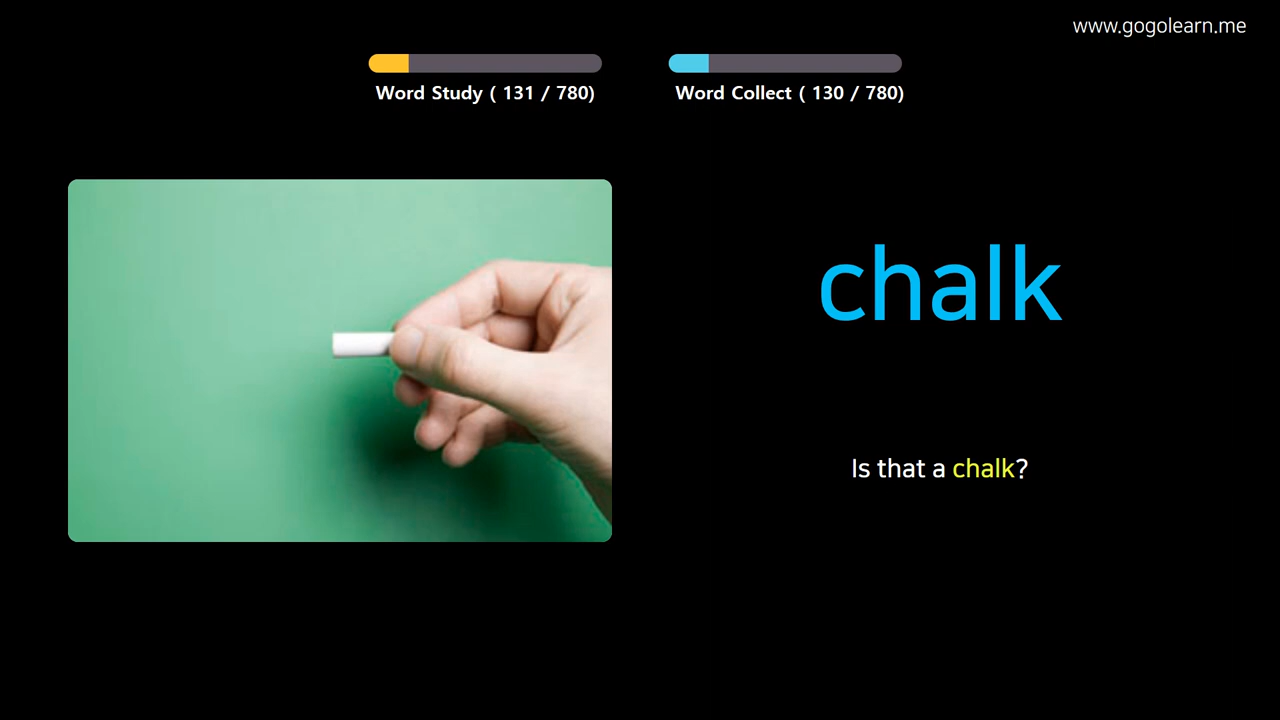 www.gogolearn.me
Word Study ( 131 / 780)
Word Collect ( 130 / 780)
chalk
Is that a chalk?